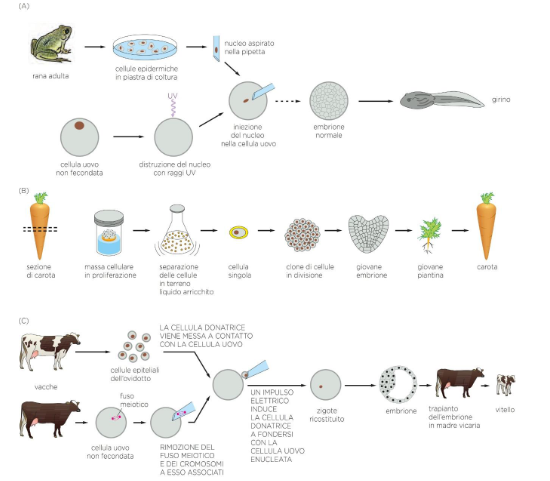 (A)
rana adulta
cellule epidermiche
in piastra di coltura
nucleo aspirato
nella pipetta
UV
cellula uovo
non fecondata
distruzione del nucleo
con raggi UV
iniezione
del nucleo
nella cellula uovo
embrione
normale
girino
(B)
sezione
di carota
massa cellulare
in proliferazione
separazione
delle cellule
in terreno
liquido arricchito
cellula
singola
clone di cellule
in divisione
giovane
embrione
giovane
piantina
carota
(C)
LA CELLULA DONATRICE
VIENE MESSA A CONTATTO
CON LA CELLULA UOVO
vacche
cellule epiteliali
dell'ovidotto
fuso
meiotico
cellula uovo
non fecondata
RIMOZIONE DEL
FUSO MEIOTICO
E DEI CROMOSOMI
A ESSO ASSOCIATI
UN IMPULSO
ELETTRICO
INDUCE
LA CELLULA
DONATRICE
A FONDERSI
CON LA
CELLULA UOVO
ENUCLEATA
zigote
ricostituito
embrione
trapianto
dell'embrione
in madre vicaria
vitello